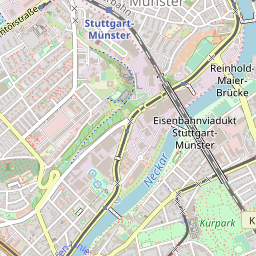 Münster
Stuttgart-
Münster
Reinhold-
Maier-
Brücke
Eisenbahnviadukt
Stuttgart-
Münster
Neckar
Kurpark
K